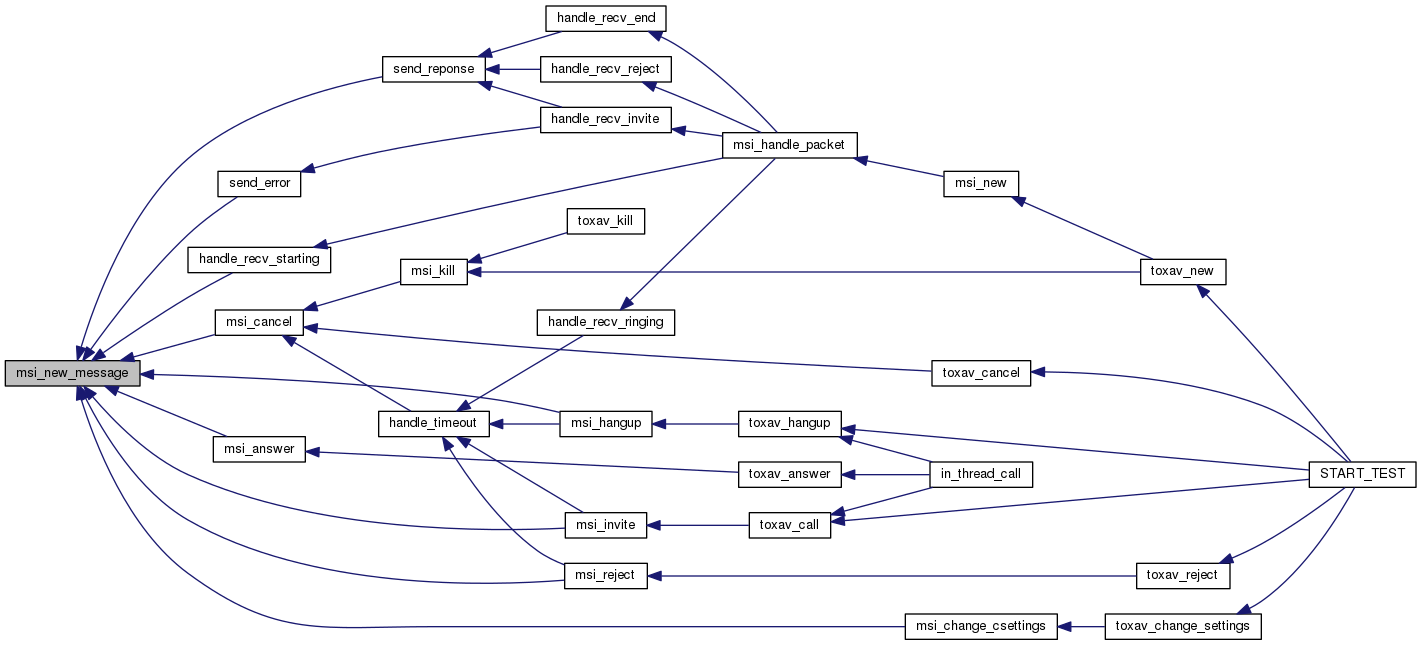 handle_recv_end
send_reponse
handle_recv_reject
handle_recv_invite
msi_handle_packet
send_error
msi_new
toxav_kill
handle_recv_starting
msi_kill
toxav_new
msi_cancel
handle_recv_ringing
msi_new_message
toxav_cancel
handle_timeout
msi_hangup
toxav_hangup
msi_answer
toxav_answer
in_thread_call
START_TEST
msi_invite
toxav_call
msi_reject
toxav_reject
msi_change_csettings
toxav_change_settings